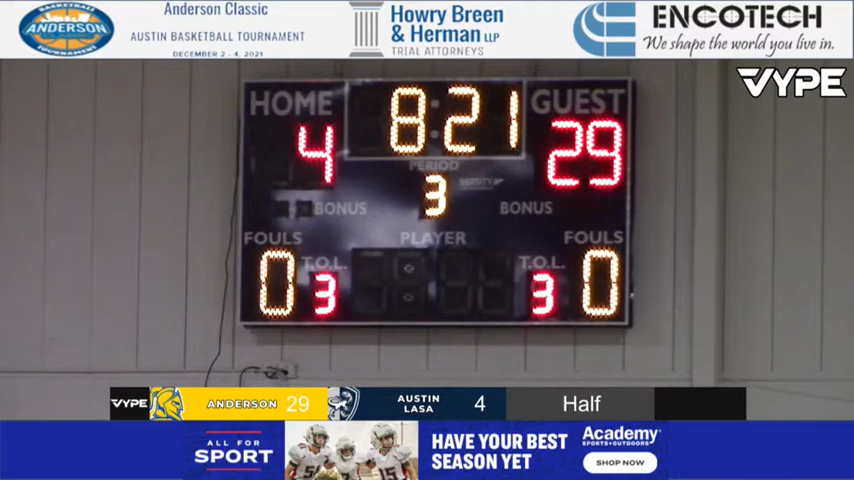 BASKETBALL
ANDERSON
TOURNAMENT
Anderson Classic
AUSTIN BASKETBALL TOURNAMENT
DECEMBER 2 - 4, 2021
Howry Breen
& Herman LLP
TRIAL ATTORNEYS
ENCOTECH
We shape the world you live in.
VYPE
HOME 8:21 GUEST
4 29
PERIOD
3
VARSITY
BONUS BONUS
FOULS PLAYER FOULS
T.O.L. T.O.L.
0 3 3 0
VYPE ANDERSON 29 AUSTIN LASA 4 Half
ALL FOR
SPORT
HAVE YOUR BEST
SEASON YET
Academy
SPORTS+OUTDOORS
SHOP NOW